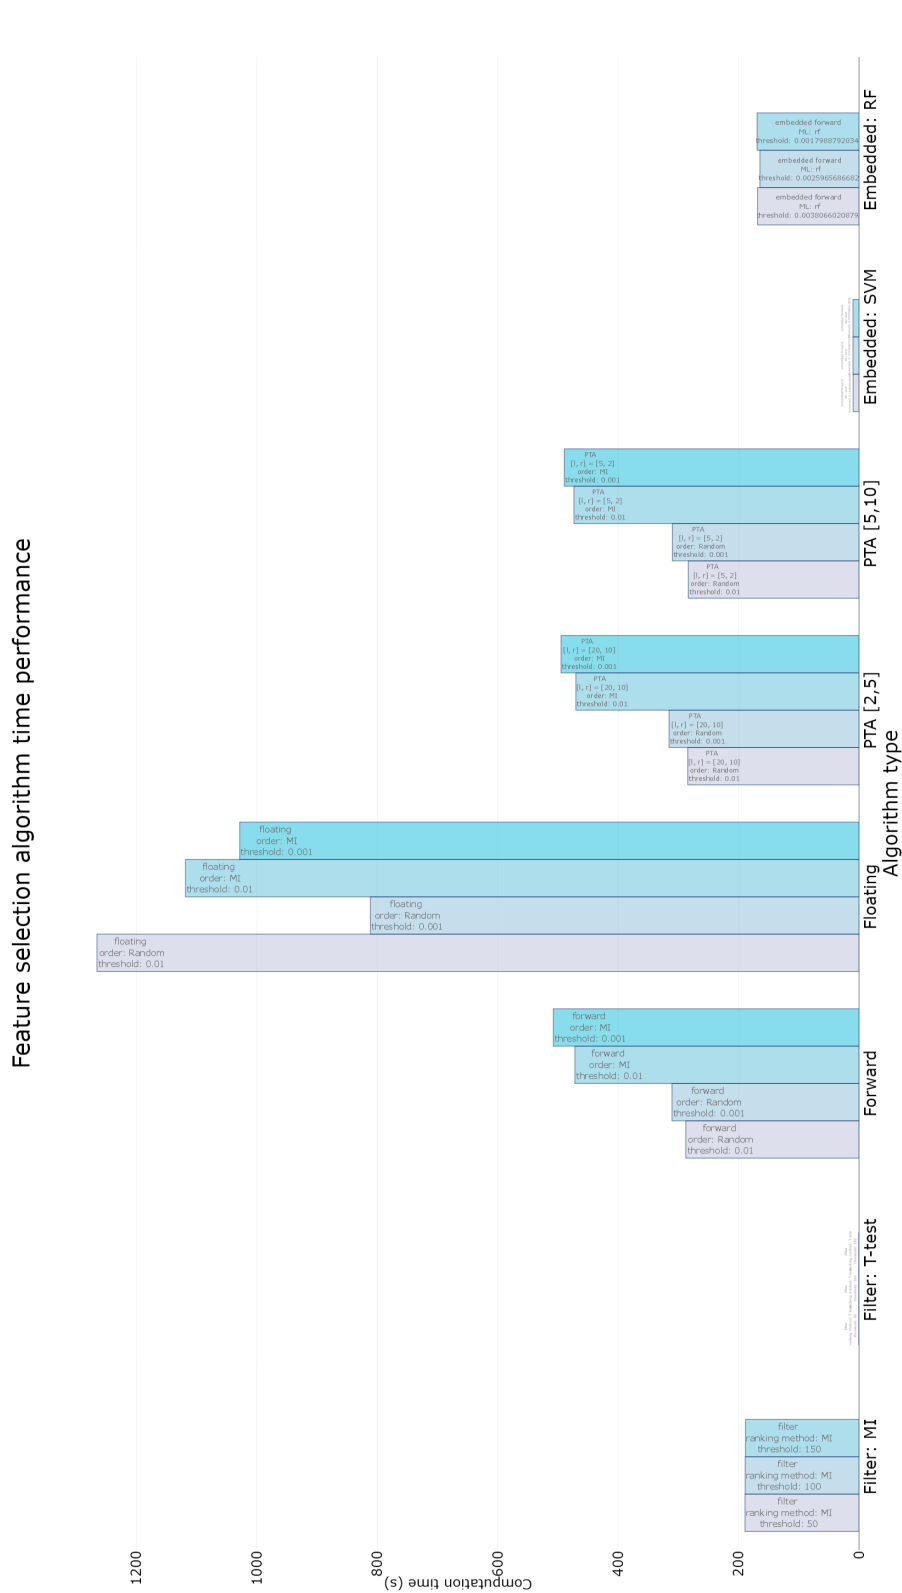 Feature selection algorithm time performance
Computation time (s)
1200
1000
800
600
400
200
0
filter
ranking method: MI
threshold: 50
filter
ranking method: MI
threshold: 100
filter
ranking method: MI
threshold: 150
forward
order: Random
threshold: 0.01
forward
order: Random
threshold: 0.001
forward
order: MI
threshold: 0.01
forward
order: MI
threshold: 0.001
floating
order: Random
threshold: 0.01
floating
order: Random
threshold: 0.001
floating
order: MI
threshold: 0.01
floating
order: MI
threshold: 0.001
PTA
[l, r] = [20, 10]
order: Random
threshold: 0.01
PTA
[l, r] = [20, 10]
order: Random
threshold: 0.001
PTA
[l, r] = [20, 10]
order: MI
threshold: 0.01
PTA
[l, r] = [20, 10]
order: MI
threshold: 0.001
PTA
[l, r] = [5, 2]
order: Random
threshold: 0.01
PTA
[l, r] = [5, 2]
order: Random
threshold: 0.001
PTA
[l, r] = [5, 2]
order: MI
threshold: 0.01
PTA
[l, r] = [5, 2]
order: MI
threshold: 0.001
embedded forward
ML: rf
threshold: 0.0038066020879
embedded forward
ML: rf
threshold: 0.0025965686682
embedded forward
ML: rf
threshold: 0.0017988792034
Filter: MI
Filter: T-test
Forward
Floating
PTA [2,5]
PTA [5,10]
Embedded: SVM
Embedded: RF
Algorithm type